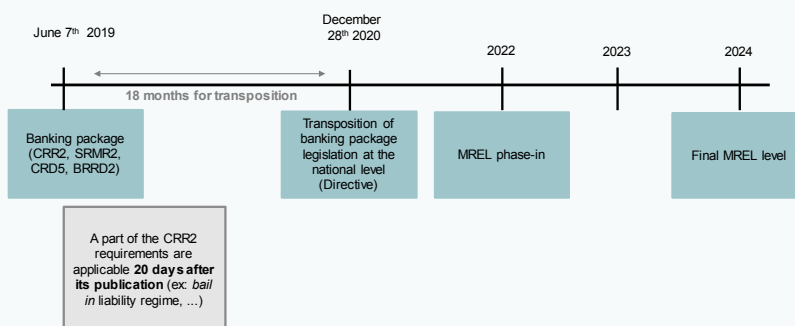 June 7th 2019
December
28th 2020
2022
2023
2024
18 months for transposition
Banking package
(CRR2, SRMR2,
CRD5, BRRD2)
Transposition of
banking package
legislation at the
national level
(Directive)
MREL phase-in
Final MREL level
A part of the CRR2
requirements are
applicable 20 days after
its publication (ex: bail
in liability regime, ...)